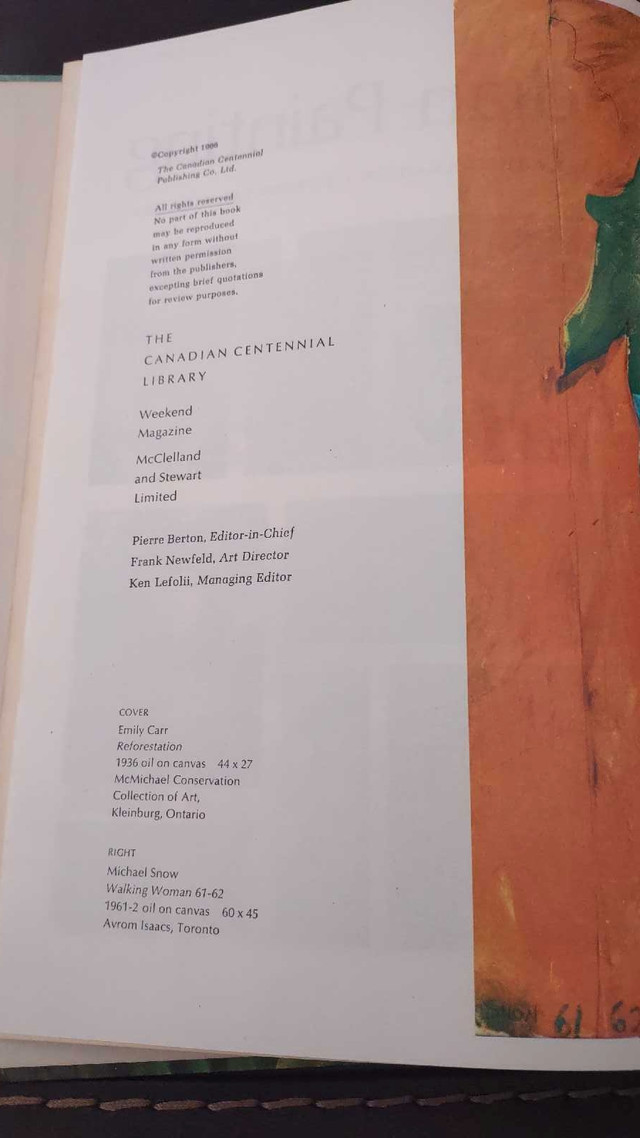 ©Copyright 1966
The Canadian Centennial
Publishing Co. Ltd.
All rights reserved
No part of this book
may be reproduced
in any form without
written permission
from the publishers,
excepting brief quotations
for review purposes.
THE
CANADIAN CENTENNIAL
LIBRARY
Weekend
Magazine
McClelland
and Stewart
Limited
Pierre Berton, Editor-in-Chief
Frank Newfeld, Art Director
Ken Lefolii, Managing Editor
COVER
Emily Carr
Reforestation
1936 oil on canvas 44 x 27
McMichael Conservation
Collection of Art,
Kleinburg, Ontario
RIGHT
Michael Snow
Walking Woman 61-62
1961-2 oil on canvas 60 x 45
Avrom Isaacs, Toronto
SNOW 61 62